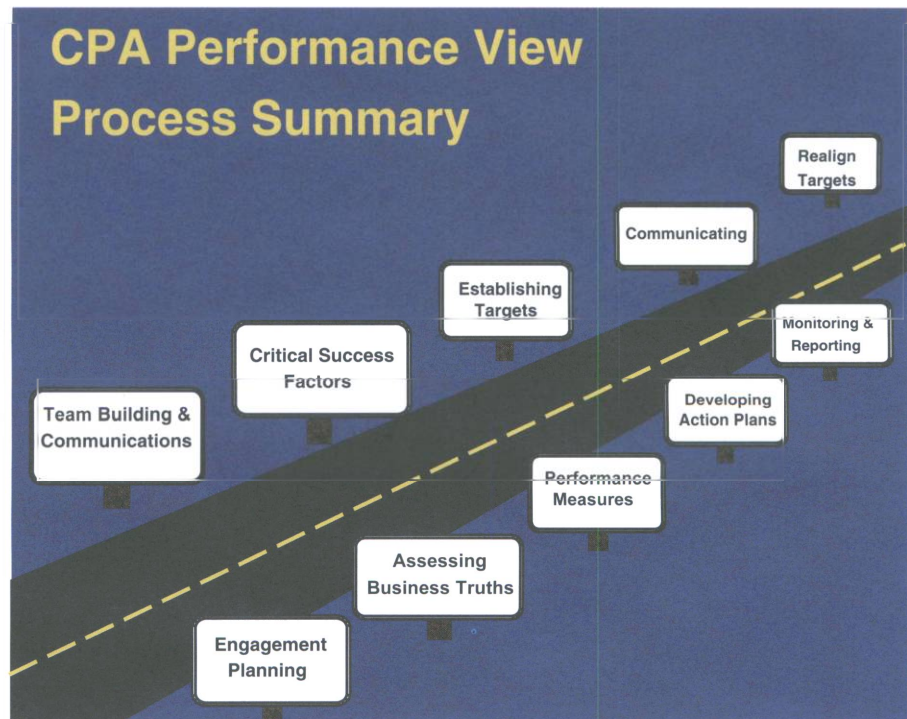 CPA Performance View
Process Summary
Realign
Targets
Communicating
Establishing
Targets
Monitoring &
Reporting
Critical Success
Factors
Developing
Action Plans
Team Building &
Communications
Performance
Measures
Assessing
Business Truths
Engagement
Planning